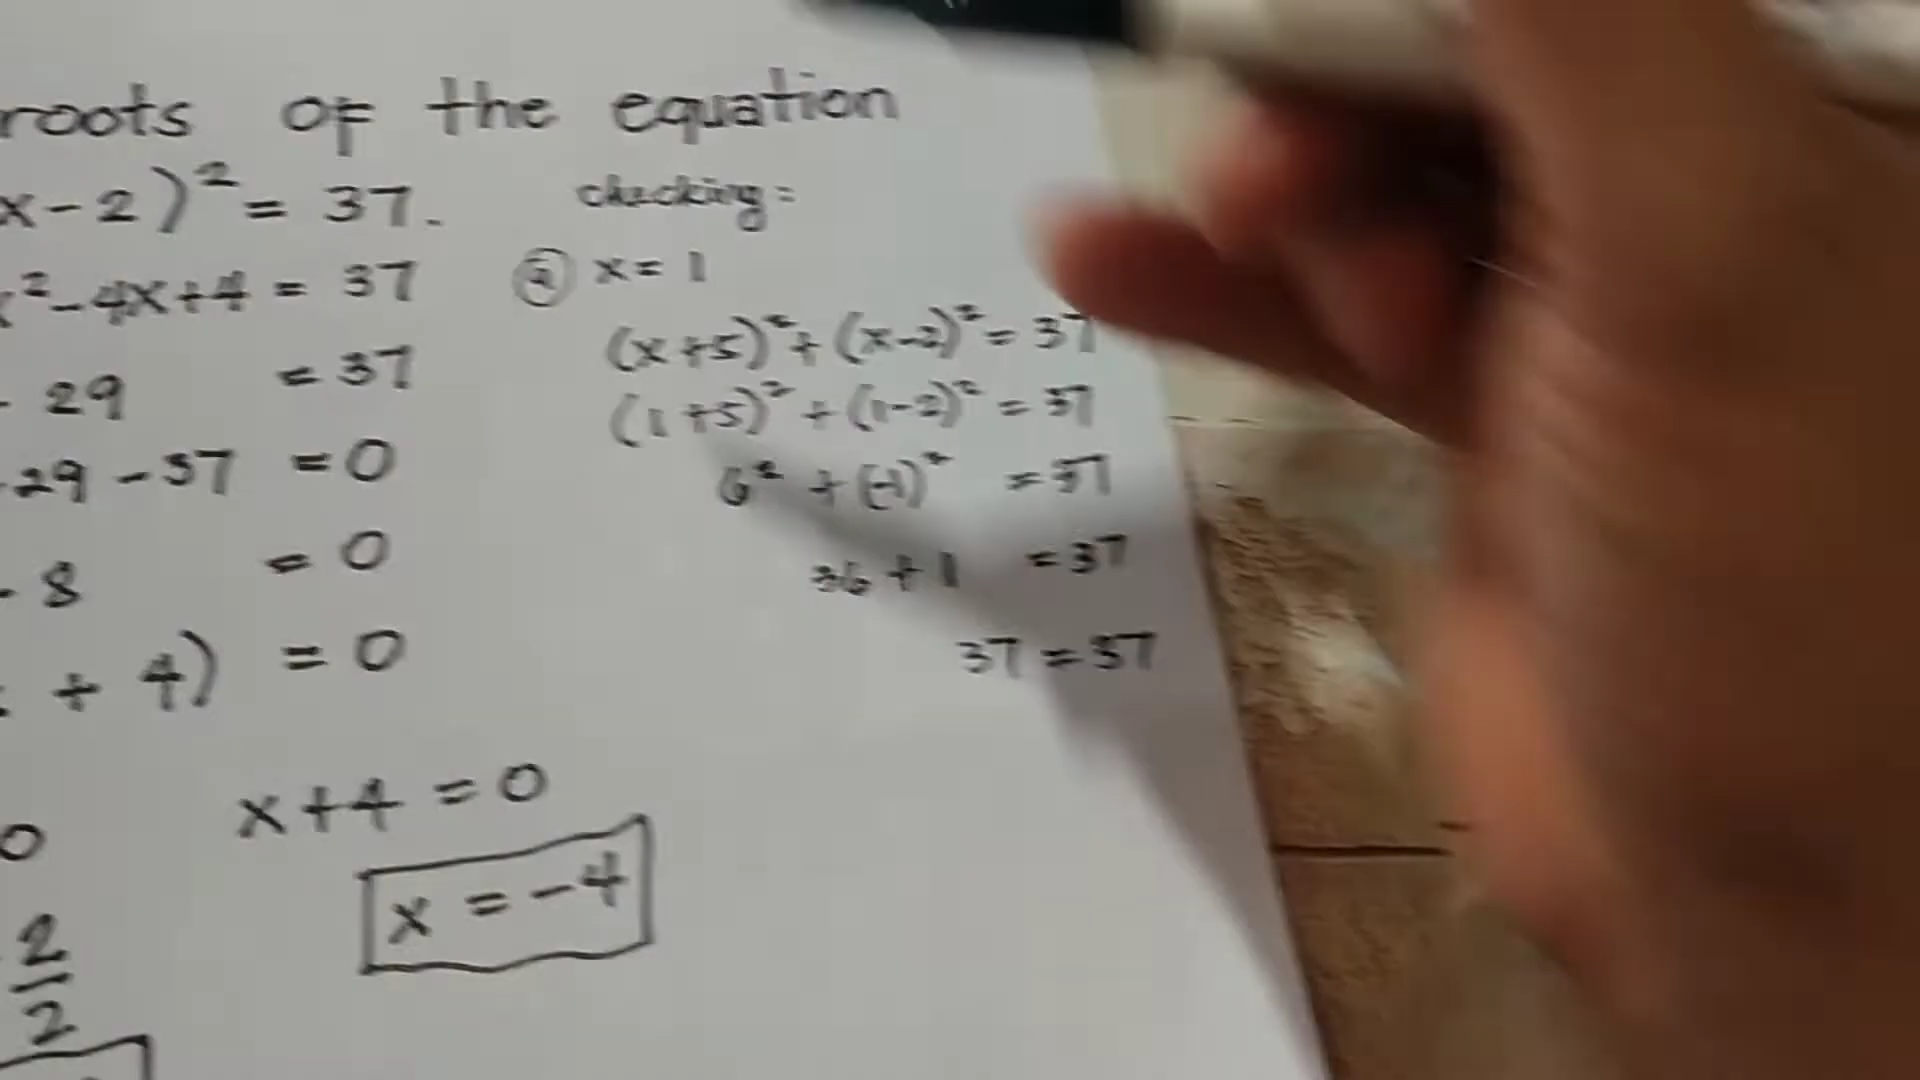 roots of the equation
x-2)² = 37.
x²-4x+4 = 37
- 29 = 37
-29 -37 = 0
- 8 = 0
+ 4) = 0
0
x+4 = 0
x = -4
2
2
checking:
x = 1
(x+5)²+(x-2)² = 37
(1+5)²+(1-2)² = 37
6² + (-1)² = 37
36 + 1 = 37
37 = 37